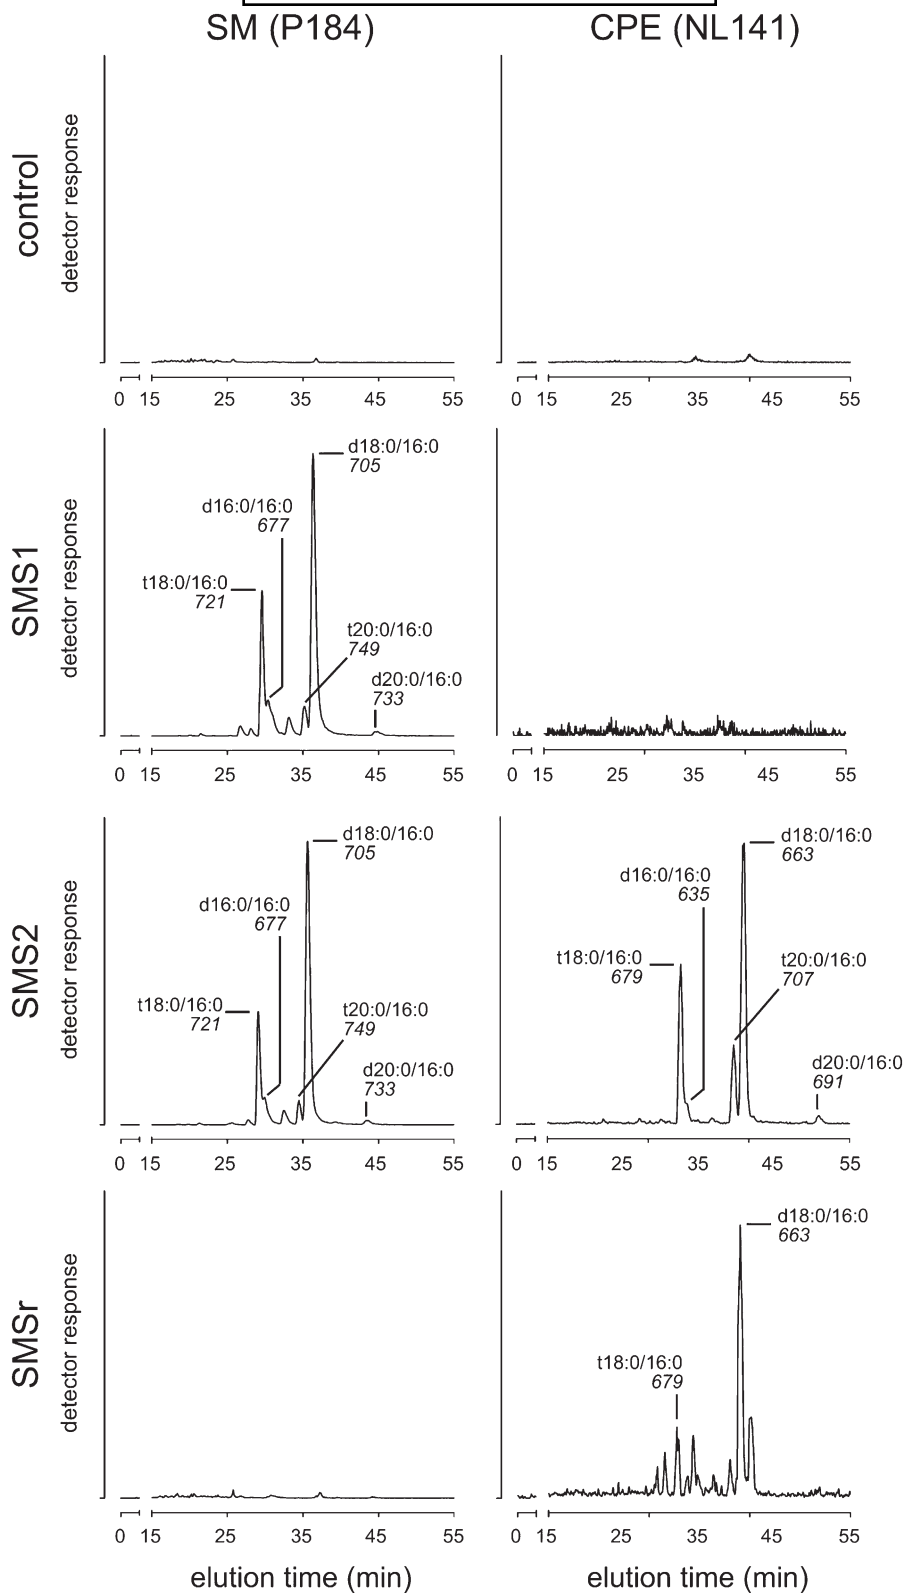 SM (P184)
CPE (NL141)
control
detector response
0 15 25 35 45 55
0 15 25 35 45 55
SMS1
detector response
d18:0/16:0
705
d16:0/16:0
677
t18:0/16:0
721
t20:0/16:0
749
d20:0/16:0
733
0 15 25 35 45 55
0 15 25 35 45 55
SMS2
detector response
d18:0/16:0
705
d16:0/16:0
677
t18:0/16:0
721
t20:0/16:0
749
d20:0/16:0
733
0 15 25 35 45 55
d18:0/16:0
663
d16:0/16:0
635
t18:0/16:0
679
t20:0/16:0
707
d20:0/16:0
691
0 15 25 35 45 55
SMSr
detector response
0 15 25 35 45 55
d18:0/16:0
663
t18:0/16:0
679
0 15 25 35 45 55
elution time (min)
elution time (min)